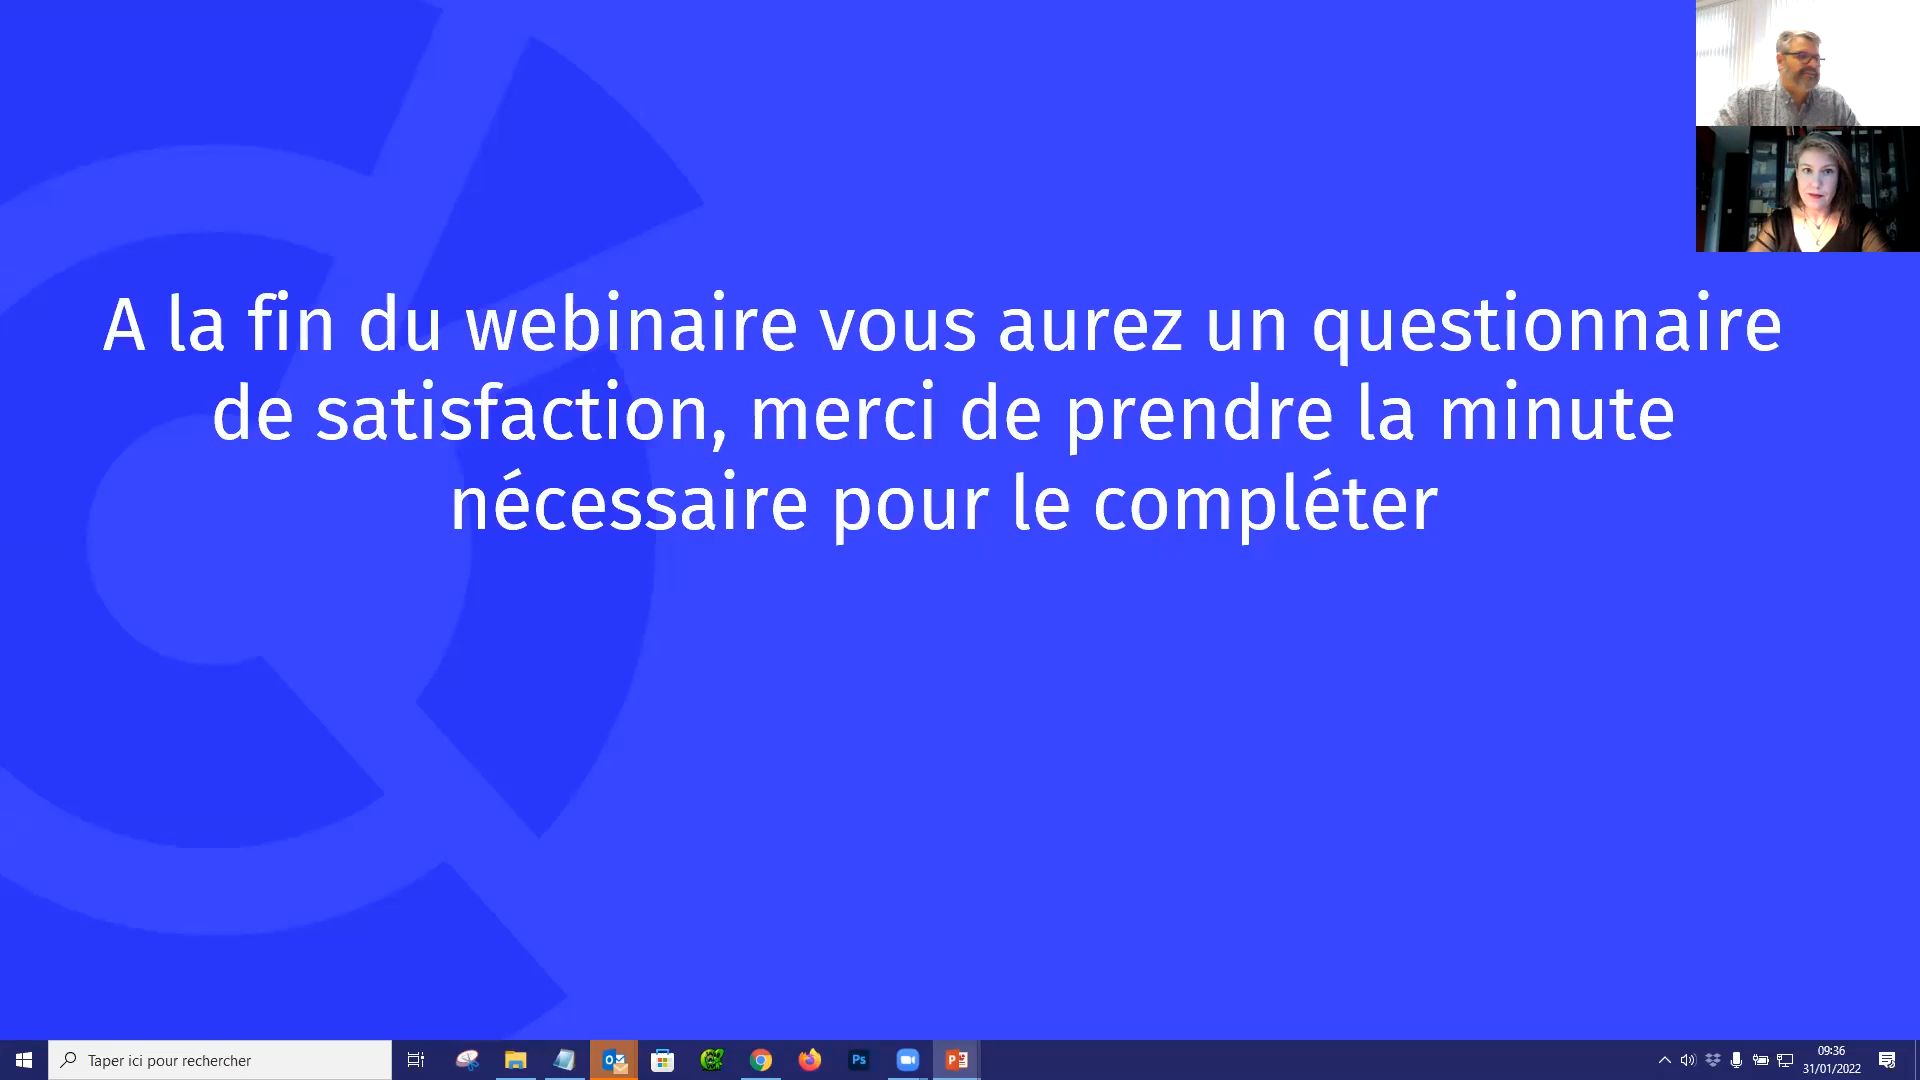 A la fin du webinaire vous aurez un questionnaire
de satisfaction, merci de prendre la minute
nécessaire pour le compléter
Taper ici pour rechercher
Ps
09:36
31/01/2022